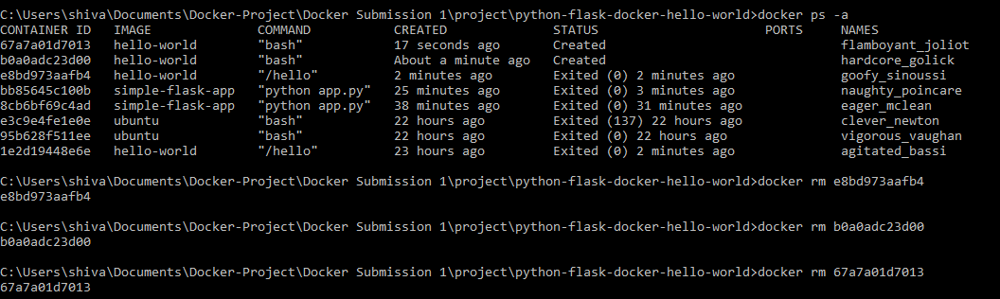 C:\Users\shiva\Documents\Docker-Project\Docker Submission 1\project\python-flask-docker-hello-world>docker ps -a
CONTAINER ID   IMAGE              COMMAND           CREATED              STATUS                      PORTS     NAMES
67a7a01d7013   hello-world        "bash"            17 seconds ago       Created                               flamboyant_joliot
b0a0adc23d00   hello-world        "bash"            About a minute ago   Created                               hardcore_golick
e8bd973aafb4   hello-world        "/hello"          2 minutes ago        Exited (0) 2 minutes ago              goofy_sinoussi
bb85645c100b   simple-flask-app   "python app.py"   25 minutes ago       Exited (0) 3 minutes ago              naughty_poincare
8cb6bf69c4ad   simple-flask-app   "python app.py"   38 minutes ago       Exited (0) 31 minutes ago             eager_mclean
e3c9e4fe1e0e   ubuntu             "bash"            22 hours ago         Exited (137) 22 hours ago             clever_newton
95b628f511ee   ubuntu             "bash"            22 hours ago         Exited (0) 22 hours ago               vigorous_vaughan
1e2d19448e6e   hello-world        "/hello"          23 hours ago         Exited (0) 2 minutes ago              agitated_bassi
C:\Users\shiva\Documents\Docker-Project\Docker Submission 1\project\python-flask-docker-hello-world>docker rm e8bd973aafb4
e8bd973aafb4
C:\Users\shiva\Documents\Docker-Project\Docker Submission 1\project\python-flask-docker-hello-world>docker rm b0a0adc23d00
b0a0adc23d00
C:\Users\shiva\Documents\Docker-Project\Docker Submission 1\project\python-flask-docker-hello-world>docker rm 67a7a01d7013
67a7a01d7013